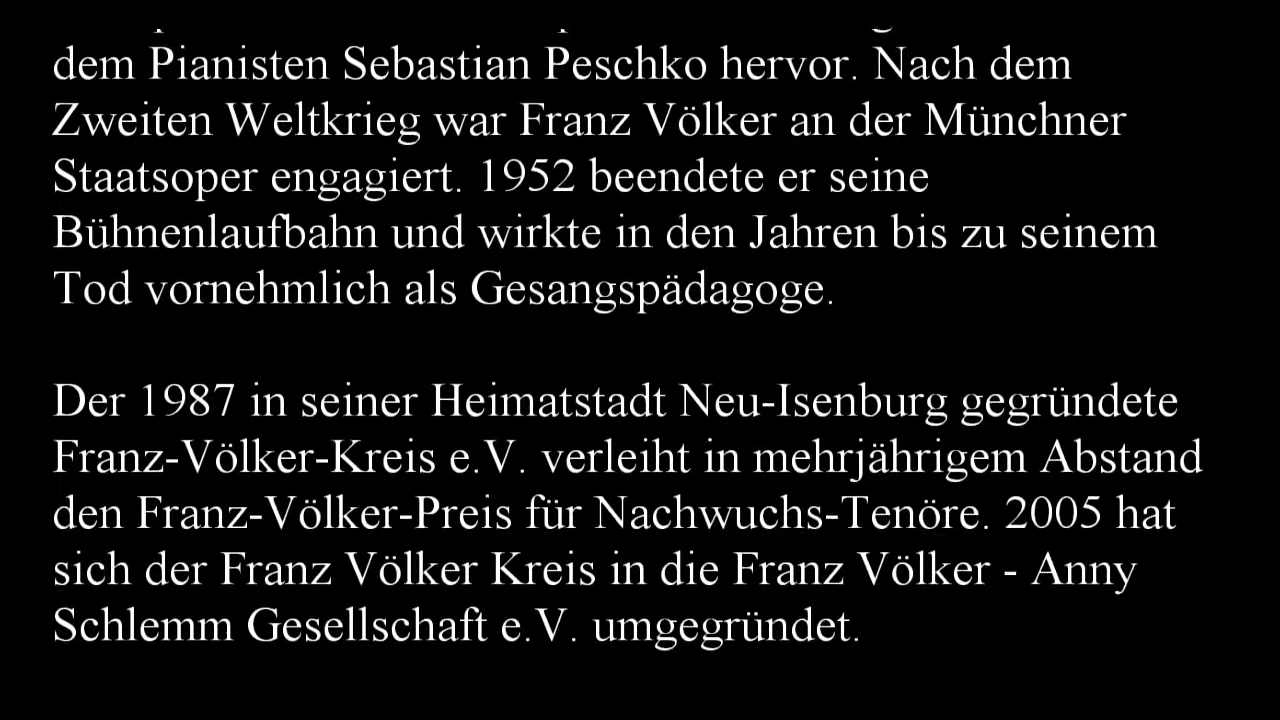 dem Pianisten Sebastian Peschko hervor. Nach dem
Zweiten Weltkrieg war Franz Völker an der Münchner
Staatsoper engagiert. 1952 beendete er seine
Bühnenlaufbahn und wirkte in den Jahren bis zu seinem
Tod vornehmlich als Gesangspädagoge.
Der 1987 in seiner Heimatstadt Neu-Isenburg gegründete
Franz-Völker-Kreis e.V. verleiht in mehrjährigem Abstand
den Franz-Völker-Preis für Nachwuchs-Tenöre. 2005 hat
sich der Franz Völker Kreis in die Franz Völker - Anny
Schlemm Gesellschaft e.V. umgegründet.